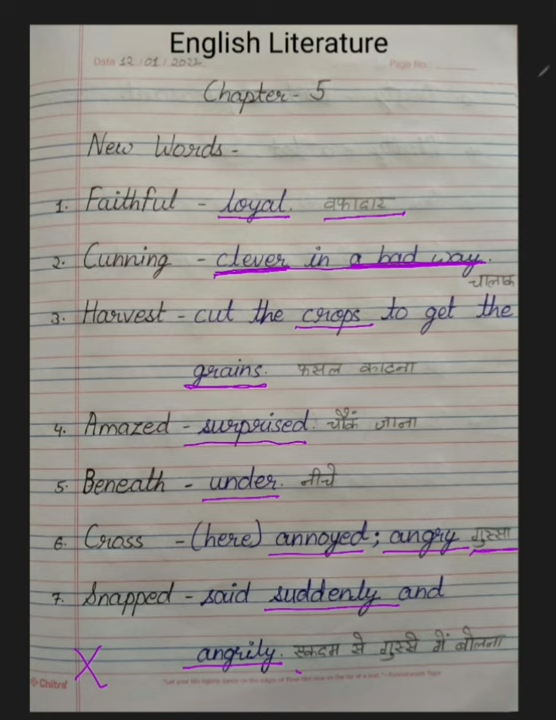 English Literature
Date 12/01/2022 Page No.
Chapter - 5
New Words -
1. Faithful - loyal. वफादार
2. Cunning - clever in a bad way.
चालाक
3. Harvest - cut the crops to get the
grains. फसल काटना
4. Amazed - surprised. चौंक जाना
5. Beneath - under. नीचे
6. Cross - (here) annoyed; angry गुस्सा
7. Snapped - said suddenly and
angrily. एकदम से गुस्से में बोलना
Chitra